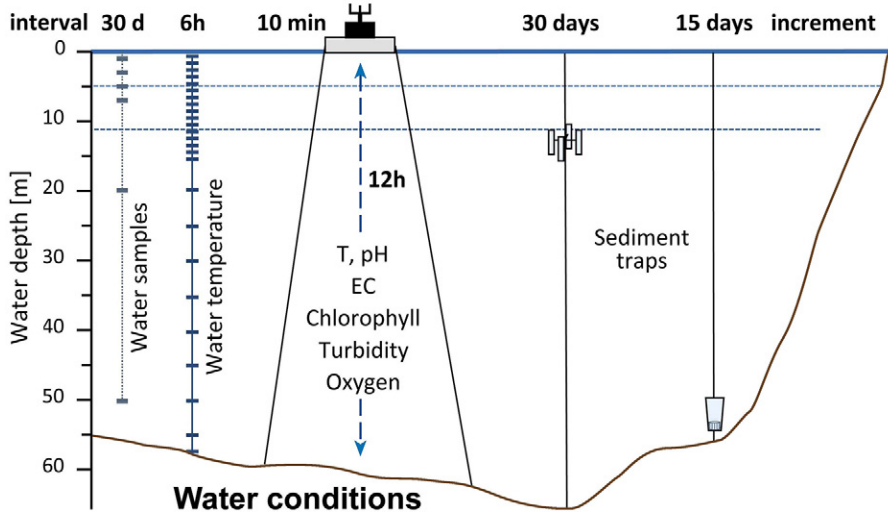 interval 30 d 6h 10 min 30 days 15 days increment
0
10
20
30
40
50
60
Water depth [m]
Water samples
Water temperature
12h
T, pH
EC
Chlorophyll
Turbidity
Oxygen
Sediment
traps
Water conditions